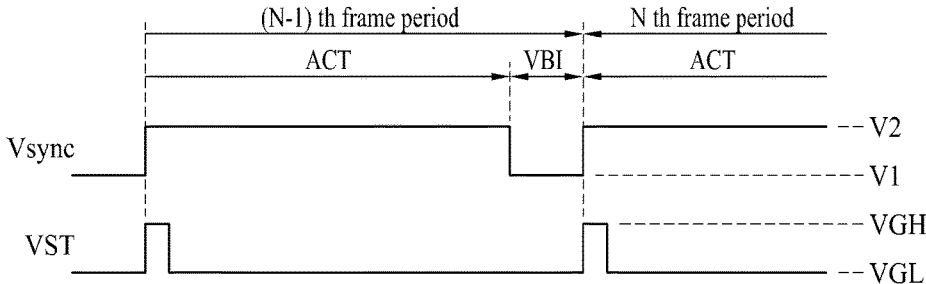 (N-1) th frame period
N th frame period
ACT
VBI
ACT
Vsync
V2
V1
VST
VGH
VGL